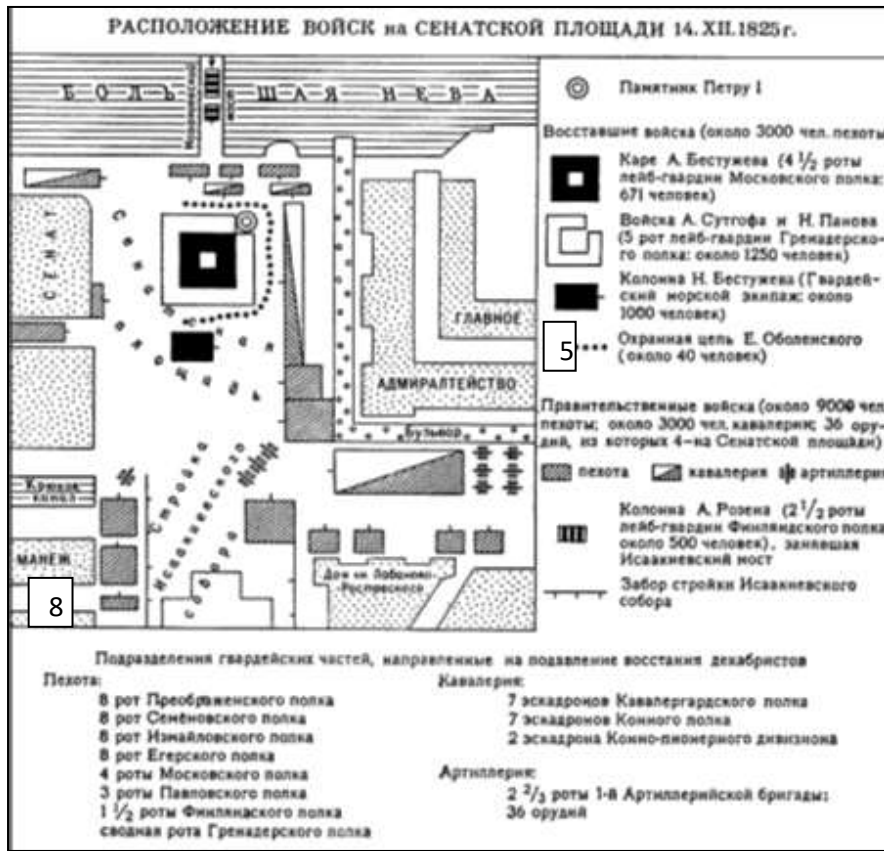 РАСПОЛОЖЕНИЕ ВОЙСК на СЕНАТСКОЙ ПЛОЩАДИ 14.XII.1825г.
БОЛЬШАЯ НЕВА
Исаакиевский мост
СЕНАТ
Сенатская площадь
ГЛАВНОЕ
АДМИРАЛТЕЙСТВО
Бульвар
Крюков канал
МАНЕЖ
8
Стройка Исаакиевского собора
Дом кн Лобанова-
-Ростовского
Памятник Петру I
Восставшие войска (около 3000 чел. пехоты
Каре А. Бестужева (4 1/2 роты
лейб-гвардии Московского полка:
671 человек)
Войска А. Сутгофа и Н. Панова
(5 рот лейб-гвардии Гренадерско-
го полка: около 1250 человек)
Колонна Н. Бестужева (Гвардей-
ский морской экипаж: около
1000 человек)
5
Охранная цепь Е. Оболенского
(около 40 человек)
Правительственные войска (около 9000 чел
пехоты; около 3000 чел. кавалерии; 36 ору-
дий, из которых 4-на Сенатской площади)
пехота кавалерия артиллерия
Колонна А. Розена (2 1/2 роты
лейб-гвардии Финляндского полка
около 500 человек), занявшая
Исаакиевский мост
Забор стройки Исаакиевского
собора
Подразделения гвардейских частей, направленные на подавление восстания декабристов
Пехота:
8 рот Преображенского полка
8 рот Семёновского полка
8 рот Измайловского полка
8 рот Егерского полка
4 роты Московского полка
3 роты Павловского полка
1 1/2 роты Финляндского полка
сводная рота Гренадерского полка
Кавалерия:
7 эскадронов Кавалергардского полка
7 эскадронов Конного полка
2 эскадрона Конно-пионерного дивизиона
Артиллерия:
2 2/3 роты 1-й Артиллерийской бригады:
36 орудий